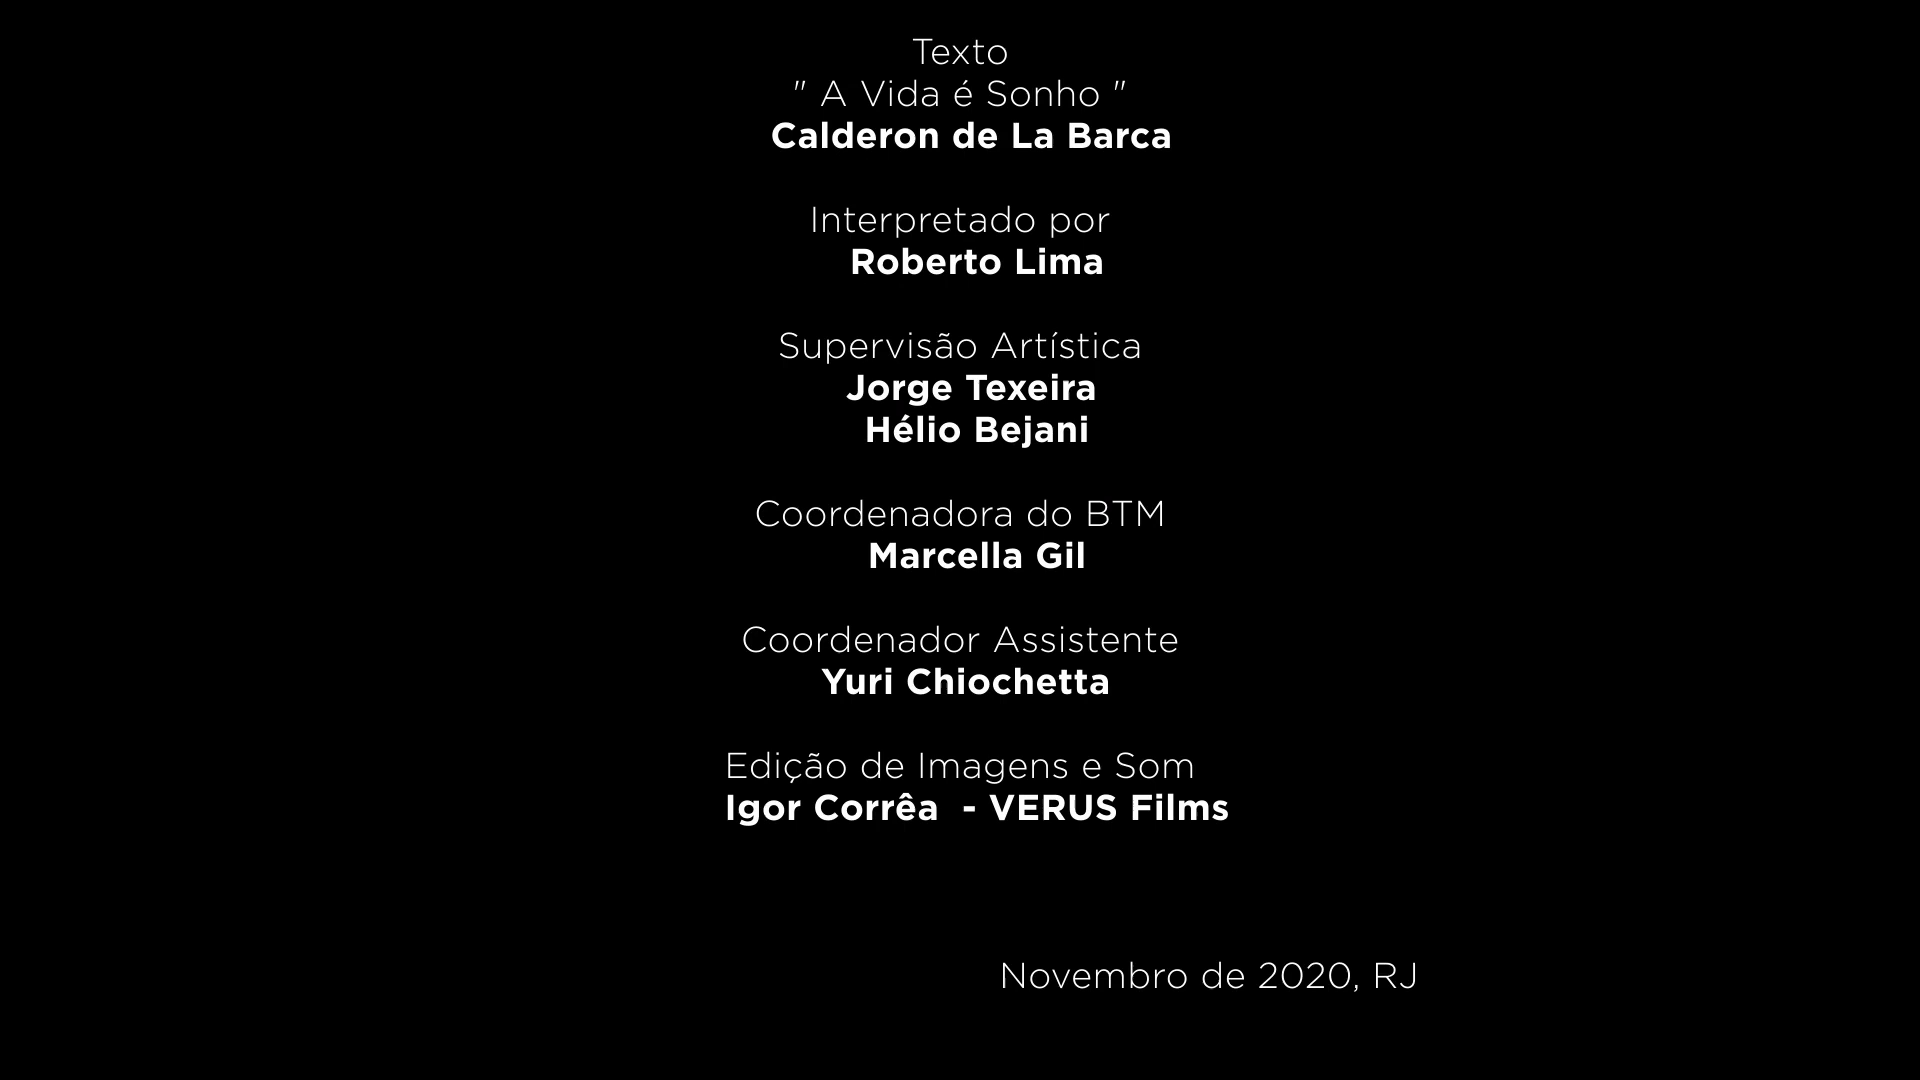 Texto
" A Vida é Sonho "
Calderon de La Barca
Interpretado por
Roberto Lima
Supervisão Artística
Jorge Texeira
Hélio Bejani
Coordenadora do BTM
Marcella Gil
Coordenador Assistente
Yuri Chiochetta
Edição de Imagens e Som
Igor Corrêa  - VERUS Films
Novembro de 2020, RJ